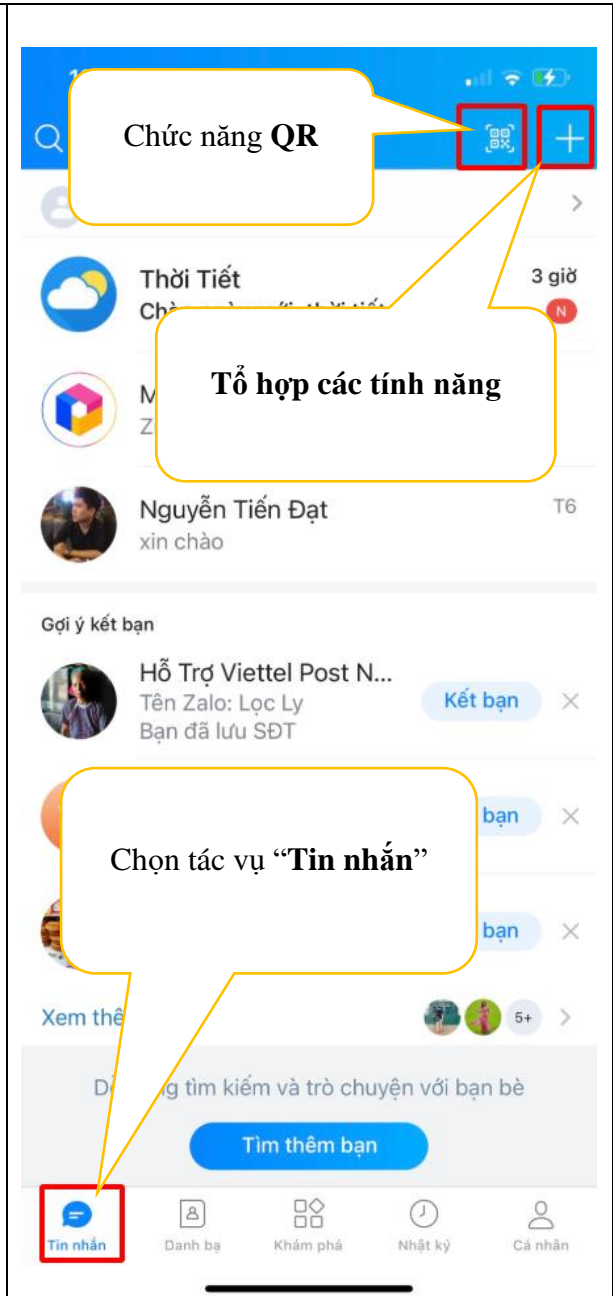 Chức năng QR
Thời Tiết
3 giờ
N
Tổ hợp các tính năng
Nguyễn Tiến Đạt
T6
xin chào
Gợi ý kết bạn
Hỗ Trợ Viettel Post N...
Tên Zalo: Lọc Ly
Kết bạn
Bạn đã lưu SĐT
bạn
Chọn tác vụ “Tin nhắn”
bạn
Xem thê
5+
tìm kiếm và trò chuyện với bạn bè
Tìm thêm bạn
Tin nhắn
Danh bạ
Khám phá
Nhật ký
Cá nhân